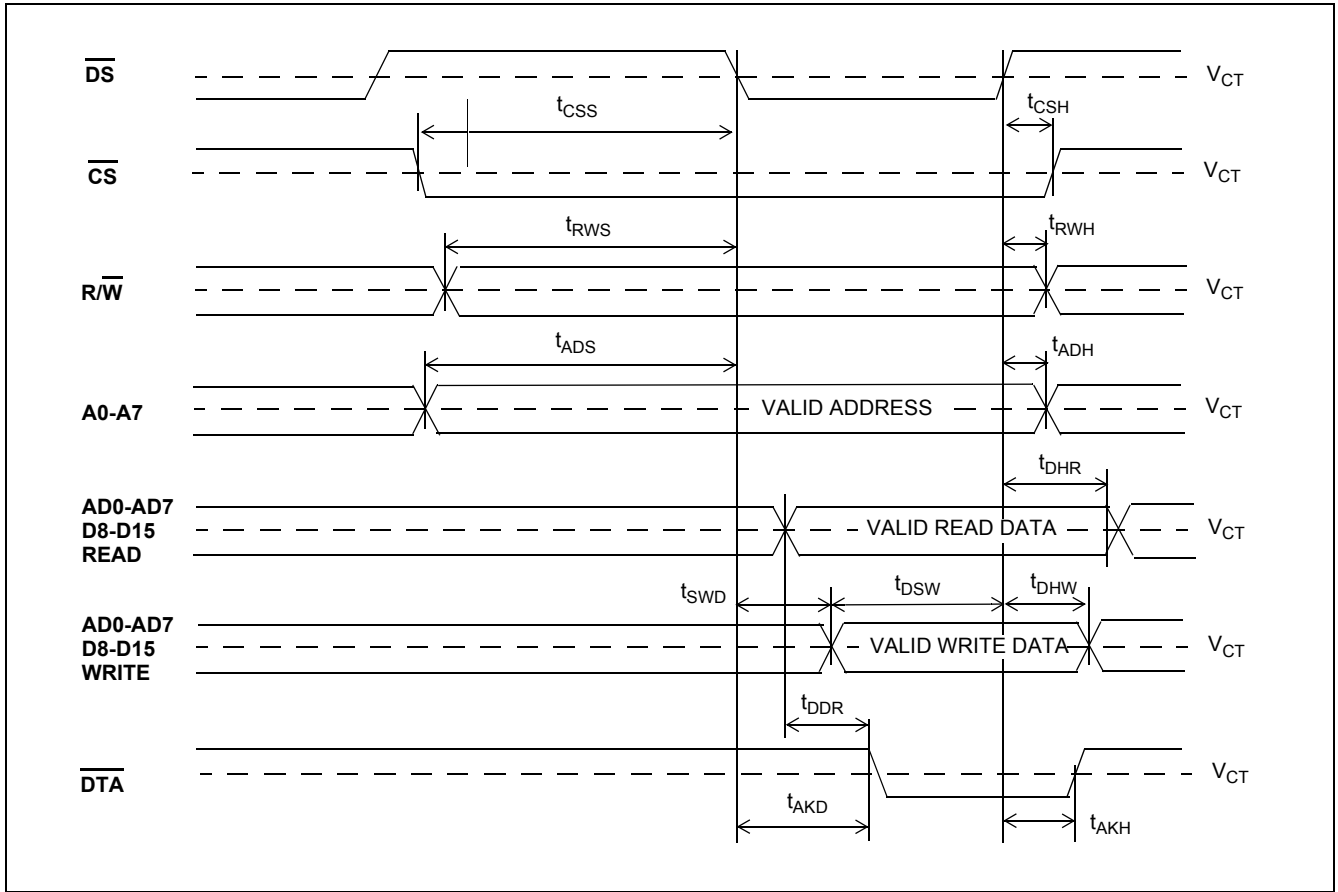 DS
V_CT
t_CSS
t_CSH
CS
V_CT
t_RWS
t_RWH
R/W
V_CT
t_ADS
t_ADH
A0-A7
VALID ADDRESS
V_CT
t_DHR
AD0-AD7
D8-D15
READ
VALID READ DATA
V_CT
t_SWD
t_DSW
t_DHW
AD0-AD7
D8-D15
WRITE
VALID WRITE DATA
V_CT
t_DDR
DTA
V_CT
t_AKD
t_AKH